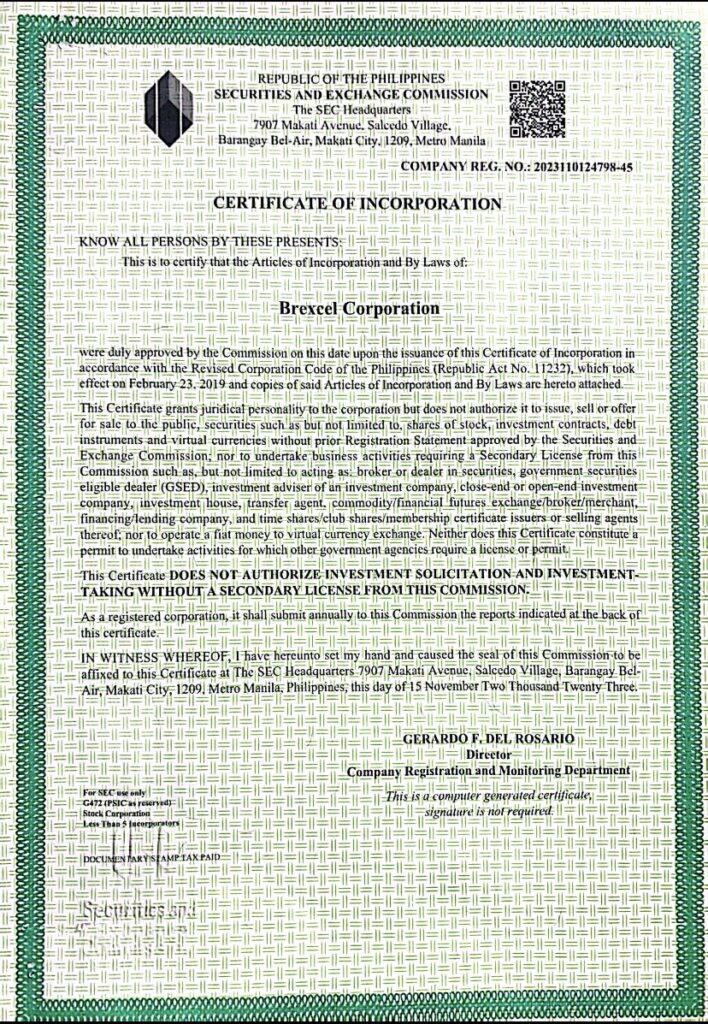 REPUBLIC OF THE PHILIPPINES
SECURITIES AND EXCHANGE COMMISSION
The SEC Headquarters
7907 Makati Avenue, Salcedo Village,
Barangay Bel-Air, Makati City, 1209, Metro Manila
COMPANY REG. NO.: 2023110124798-45
CERTIFICATE OF INCORPORATION
KNOW ALL PERSONS BY THESE PRESENTS:
This is to certify that the Articles of Incorporation and By Laws of:
Brexcel Corporation
were duly approved by the Commission on this date upon the issuance of this Certificate of Incorporation in
accordance with the Revised Corporation Code of the Philippines (Republic Act No. 11232), which took
effect on February 23, 2019 and copies of said Articles of Incorporation and By Laws are hereto attached.
This Certificate grants juridical personality to the corporation but does not authorize it to issue, sell or offer
for sale to the public, securities such as but not limited to, shares of stock, investment contracts, debt
instruments and virtual currencies without prior Registration Statement approved by the Securities and
Exchange Commission; nor to undertake business activities requiring a Secondary License from this
Commission such as, but not limited to acting as: broker or dealer in securities, government securities
eligible dealer (GSED), investment adviser of an investment company, close-end or open-end investment
company, investment house, transfer agent, commodity/financial futures exchange/broker/merchant,
financing/lending company, and time shares/club shares/membership certificate issuers or selling agents
thereof; nor to operate a fiat money to virtual currency exchange. Neither does this Certificate constitute a
permit to undertake activities for which other government agencies require a license or permit.
This Certificate DOES NOT AUTHORIZE INVESTMENT SOLICITATION AND INVESTMENT-
TAKING WITHOUT A SECONDARY LICENSE FROM THIS COMMISSION.
As a registered corporation, it shall submit annually to this Commission the reports indicated at the back of
this certificate.
IN WITNESS WHEREOF, I have hereunto set my hand and caused the seal of this Commission to be
affixed to this Certificate at The SEC Headquarters 7907 Makati Avenue, Salcedo Village, Barangay Bel-
Air, Makati City, 1209, Metro Manila, Philippines, this day of 15 November Two Thousand Twenty Three.
GERARDO F. DEL ROSARIO
Director
Company Registration and Monitoring Department
This is a computer generated certificate,
signature is not required.
For SEC use only
G472 (PSIC as reserved)
Stock Corporation
Less Than 5 Incorporators
DOCUMENTARY STAMP TAX PAID
Securities and